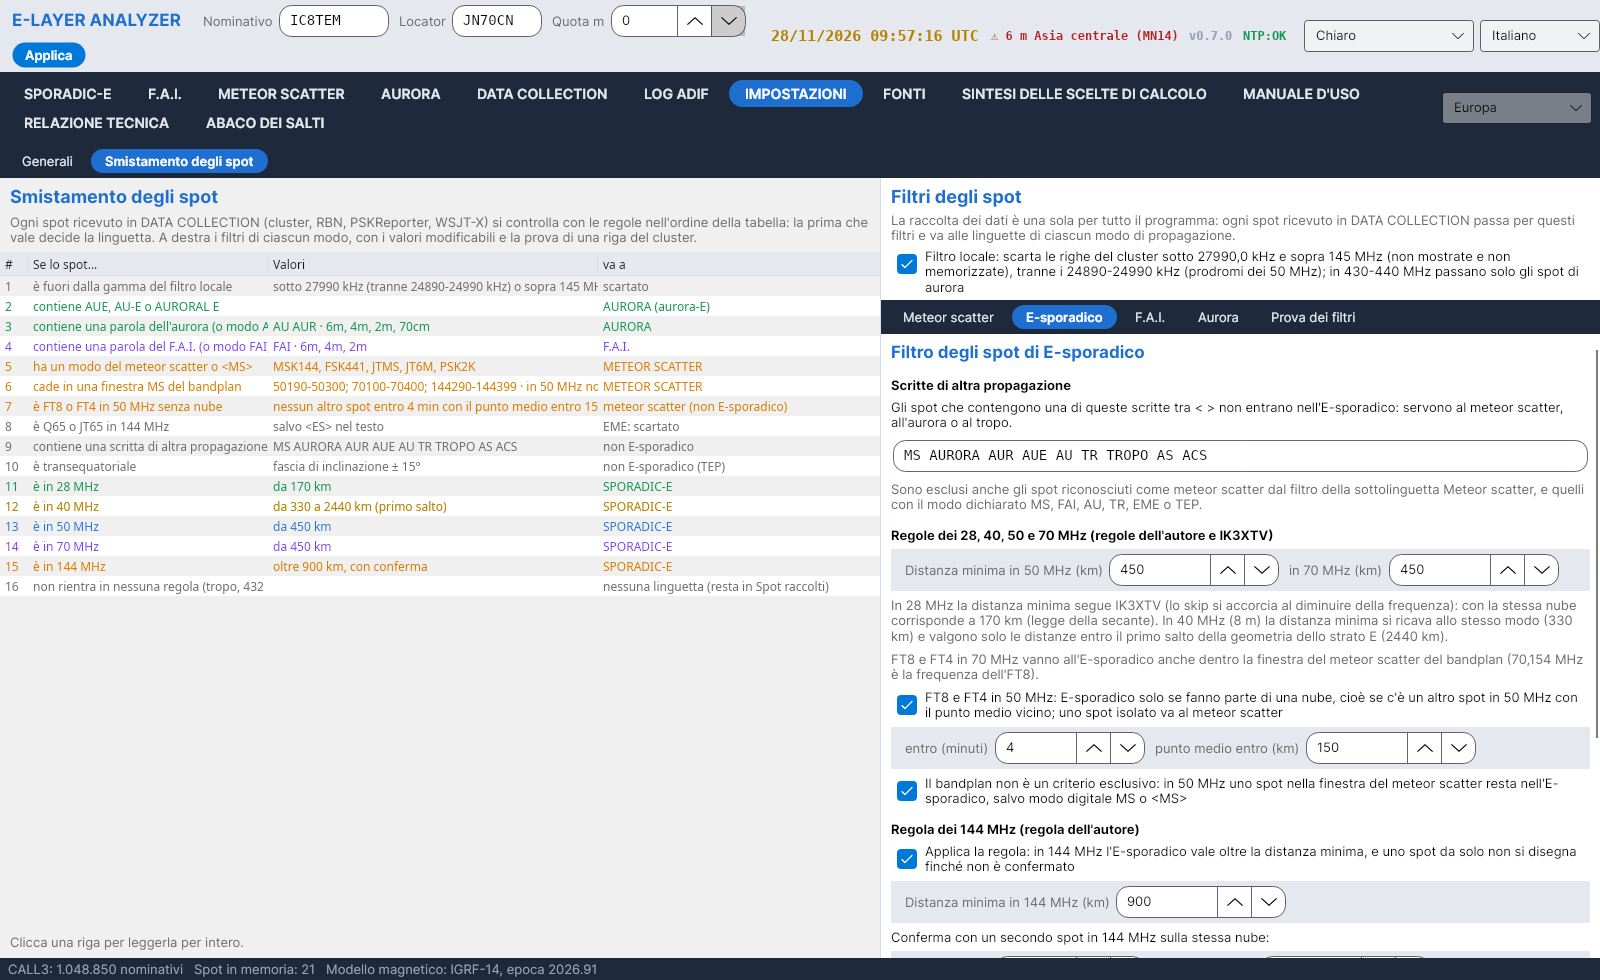 E-LAYER ANALYZER Nominativo IC8TEM Locator JN70CN Quota m 0
28/11/2026 09:57:16 UTC ⚠ 6 m Asia centrale (MN14) v0.7.0 NTP:OK Chiaro Italiano
Applica
SPORADIC-E F.A.I. METEOR SCATTER AURORA DATA COLLECTION LOG ADIF IMPOSTAZIONI FONTI SINTESI DELLE SCELTE DI CALCOLO MANUALE D'USO
RELAZIONE TECNICA ABACO DEI SALTI
Europa
Generali Smistamento degli spot
Smistamento degli spot
Ogni spot ricevuto in DATA COLLECTION (cluster, RBN, PSKReporter, WSJT-X) si controlla con le regole nell'ordine della tabella: la prima che
vale decide la linguetta. A destra i filtri di ciascun modo, con i valori modificabili e la prova di una riga del cluster.
# Se lo spot... Valori va a
1 è fuori dalla gamma del filtro locale sotto 27990 kHz (tranne 24890-24990 kHz) o sopra 145 MH scartato
2 contiene AUE, AU-E o AURORAL E AURORA (aurora-E)
3 contiene una parola dell'aurora (o modo A AU AUR · 6m, 4m, 2m, 70cm AURORA
4 contiene una parola del F.A.I. (o modo FAI FAI · 6m, 4m, 2m F.A.I.
5 ha un modo del meteor scatter o <MS> MSK144, FSK441, JTMS, JT6M, PSK2K METEOR SCATTER
6 cade in una finestra MS del bandplan 50190-50300; 70100-70400; 144290-144399 · in 50 MHz no METEOR SCATTER
7 è FT8 o FT4 in 50 MHz senza nube nessun altro spot entro 4 min con il punto medio entro 15 meteor scatter (non E-sporadico)
8 è Q65 o JT65 in 144 MHz salvo <ES> nel testo EME: scartato
9 contiene una scritta di altra propagazione MS AURORA AUR AUE AU TR TROPO AS ACS non E-sporadico
10 è transequatoriale fascia di inclinazione ± 15° non E-sporadico (TEP)
11 è in 28 MHz da 170 km SPORADIC-E
12 è in 40 MHz da 330 a 2440 km (primo salto) SPORADIC-E
13 è in 50 MHz da 450 km SPORADIC-E
14 è in 70 MHz da 450 km SPORADIC-E
15 è in 144 MHz oltre 900 km, con conferma SPORADIC-E
16 non rientra in nessuna regola (tropo, 432 nessuna linguetta (resta in Spot raccolti)
Clicca una riga per leggerla per intero.
Filtri degli spot
La raccolta dei dati è una sola per tutto il programma: ogni spot ricevuto in DATA COLLECTION passa per questi
filtri e va alle linguette di ciascun modo di propagazione.
Filtro locale: scarta le righe del cluster sotto 27990,0 kHz e sopra 145 MHz (non mostrate e non
memorizzate), tranne i 24890-24990 kHz (prodromi dei 50 MHz); in 430-440 MHz passano solo gli spot di
aurora
Meteor scatter E-sporadico F.A.I. Aurora Prova dei filtri
Filtro degli spot di E-sporadico
Scritte di altra propagazione
Gli spot che contengono una di queste scritte tra < > non entrano nell'E-sporadico: servono al meteor scatter,
all'aurora o al tropo.
MS AURORA AUR AUE AU TR TROPO AS ACS
Sono esclusi anche gli spot riconosciuti come meteor scatter dal filtro della sottolinguetta Meteor scatter, e quelli
con il modo dichiarato MS, FAI, AU, TR, EME o TEP.
Regole dei 28, 40, 50 e 70 MHz (regole dell'autore e IK3XTV)
Distanza minima in 50 MHz (km) 450 in 70 MHz (km) 450
In 28 MHz la distanza minima segue IK3XTV (lo skip si accorcia al diminuire della frequenza): con la stessa nube
corrisponde a 170 km (legge della secante). In 40 MHz (8 m) la distanza minima si ricava allo stesso modo (330
km) e valgono solo le distanze entro il primo salto della geometria dello strato E (2440 km).
FT8 e FT4 in 70 MHz vanno all'E-sporadico anche dentro la finestra del meteor scatter del bandplan (70,154 MHz
è la frequenza dell'FT8).
FT8 e FT4 in 50 MHz: E-sporadico solo se fanno parte di una nube, cioè se c'è un altro spot in 50 MHz con
il punto medio vicino; uno spot isolato va al meteor scatter
entro (minuti) 4 punto medio entro (km) 150
Il bandplan non è un criterio esclusivo: in 50 MHz uno spot nella finestra del meteor scatter resta nell'E-
sporadico, salvo modo digitale MS o <MS>
Regola dei 144 MHz (regola dell'autore)
Applica la regola: in 144 MHz l'E-sporadico vale oltre la distanza minima, e uno spot da solo non si disegna
finché non è confermato
Distanza minima in 144 MHz (km) 900
Conferma con un secondo spot in 144 MHz sulla stessa nube:
CALL3: 1.048.850 nominativi Spot in memoria: 21 Modello magnetico: IGRF-14, epoca 2026.91